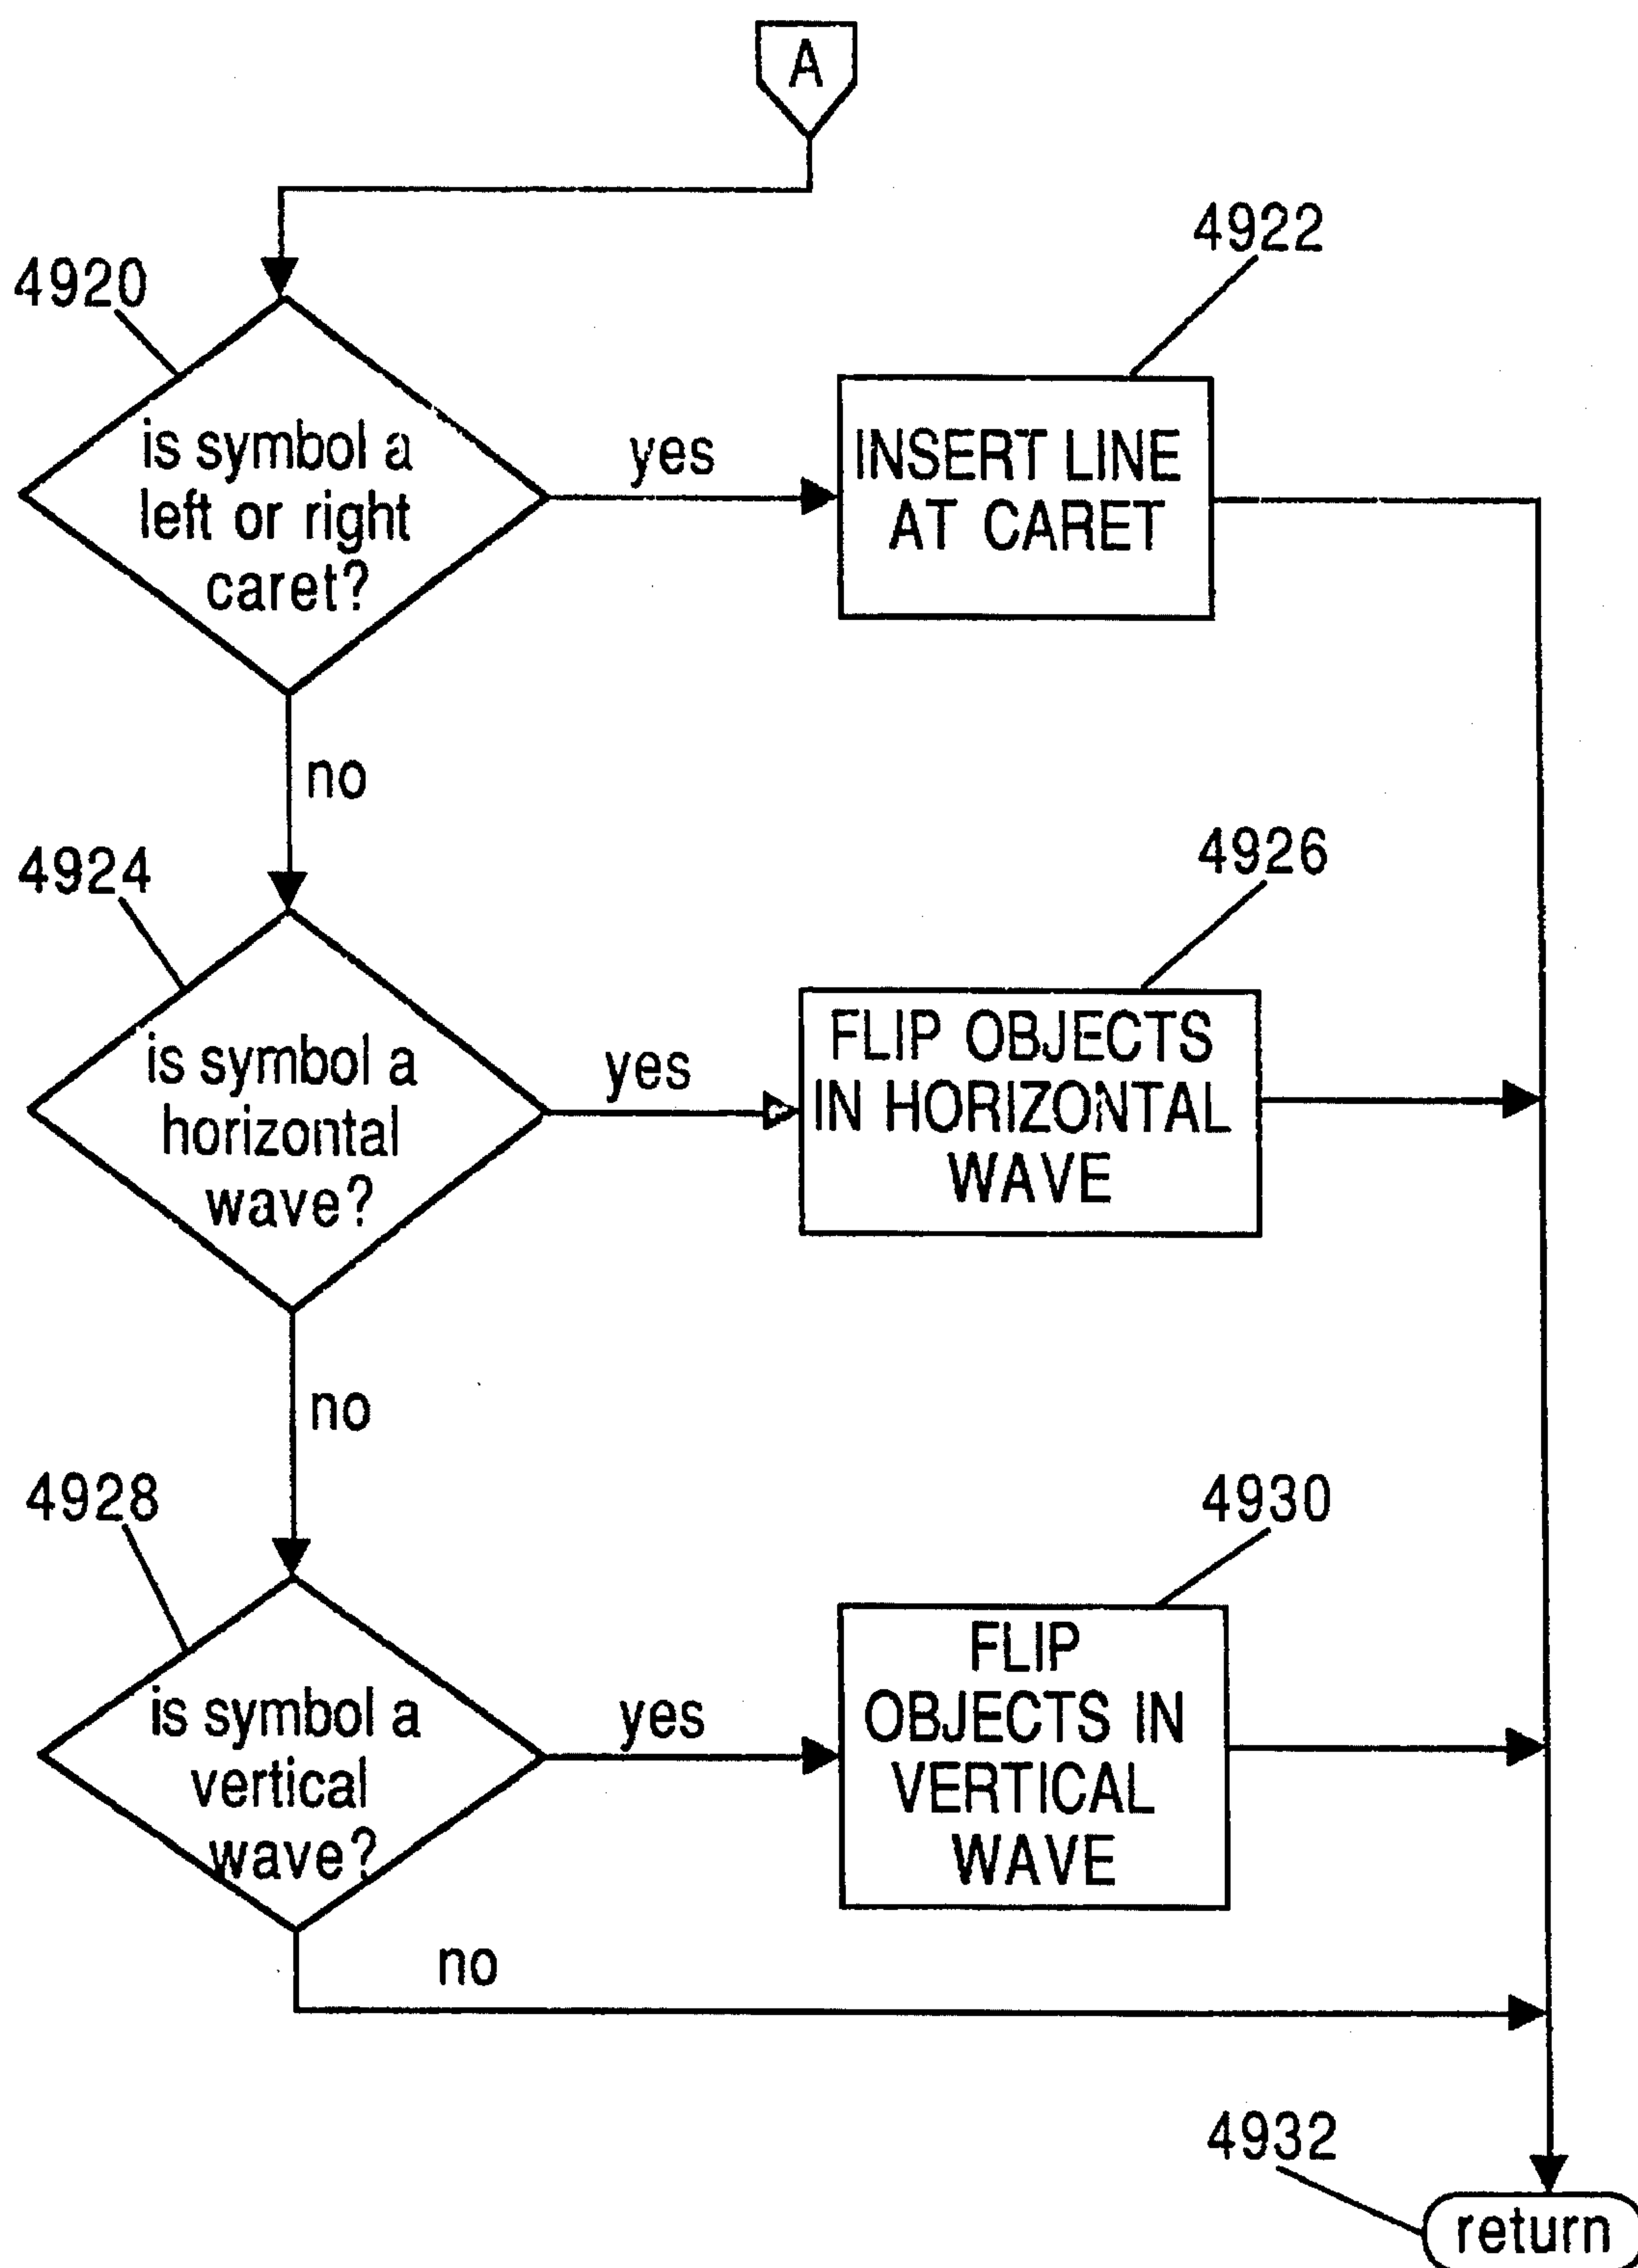 A
4920
4922
is symbol a
left or right
caret?
yes
INSERT LINE
AT CARET
no
4924
4926
is symbol a
horizontal
wave?
yes
FLIP OBJECTS
IN HORIZONTAL
WAVE
no
4928
4930
is symbol a
vertical
wave?
yes
FLIP
OBJECTS IN
VERTICAL
WAVE
no
4932
return